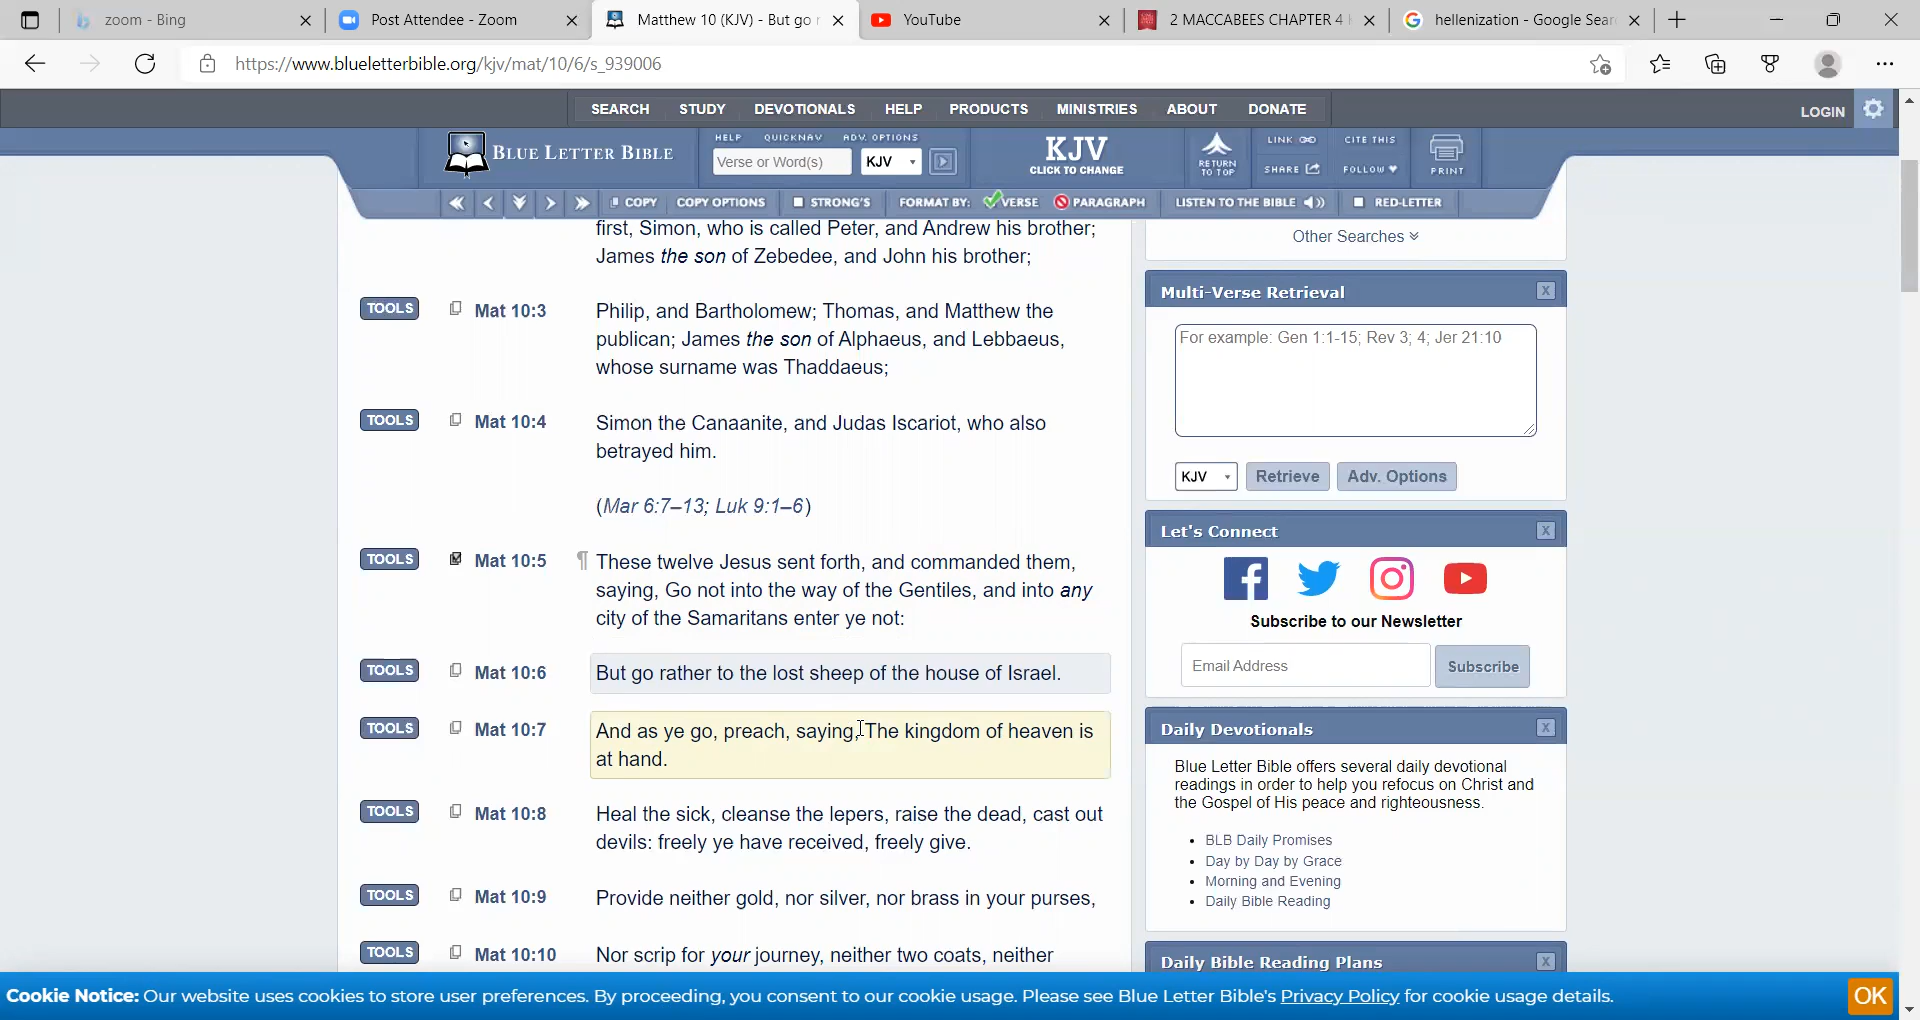 zoom - Bing
Post Attendee - Zoom
Matthew 10 (KJV) - But go
YouTube
2 MACCABEES CHAPTER 4
hellenization - Google Sear
https://www.blueletterbible.org/kjv/mat/10/6/s_939006
SEARCH STUDY DEVOTIONALS HELP PRODUCTS MINISTRIES ABOUT DONATE
LOGIN
BLUE LETTER BIBLE
HELP QUICKNAV ADV. OPTIONS
Verse or Word(s) KJV
KJV
CLICK TO CHANGE
RETURN
TO TOP
LINK CITE THIS
SHARE FOLLOW
PRINT
COPY COPY OPTIONS STRONG'S FORMAT BY: VERSE PARAGRAPH LISTEN TO THE BIBLE RED-LETTER
first, Simon, who is called Peter, and Andrew his brother;
James the son of Zebedee, and John his brother;
TOOLS Mat 10:3 Philip, and Bartholomew; Thomas, and Matthew the
publican; James the son of Alphaeus, and Lebbaeus,
whose surname was Thaddaeus;
TOOLS Mat 10:4 Simon the Canaanite, and Judas Iscariot, who also
betrayed him.
(Mar 6:7–13; Luk 9:1–6)
TOOLS Mat 10:5 ¶ These twelve Jesus sent forth, and commanded them,
saying, Go not into the way of the Gentiles, and into any
city of the Samaritans enter ye not:
TOOLS Mat 10:6 But go rather to the lost sheep of the house of Israel.
TOOLS Mat 10:7 And as ye go, preach, saying, The kingdom of heaven is
at hand.
TOOLS Mat 10:8 Heal the sick, cleanse the lepers, raise the dead, cast out
devils: freely ye have received, freely give.
TOOLS Mat 10:9 Provide neither gold, nor silver, nor brass in your purses,
TOOLS Mat 10:10 Nor scrip for your journey, neither two coats, neither
Other Searches
Multi-Verse Retrieval X
For example: Gen 1:1-15; Rev 3; 4; Jer 21:10
KJV Retrieve Adv. Options
Let's Connect X
Subscribe to our Newsletter
Email Address Subscribe
Daily Devotionals X
Blue Letter Bible offers several daily devotional
readings in order to help you refocus on Christ and
the Gospel of His peace and righteousness.
• BLB Daily Promises
• Day by Day by Grace
• Morning and Evening
• Daily Bible Reading
Daily Bible Reading Plans X
Cookie Notice: Our website uses cookies to store user preferences. By proceeding, you consent to our cookie usage. Please see Blue Letter Bible's Privacy Policy for cookie usage details. OK